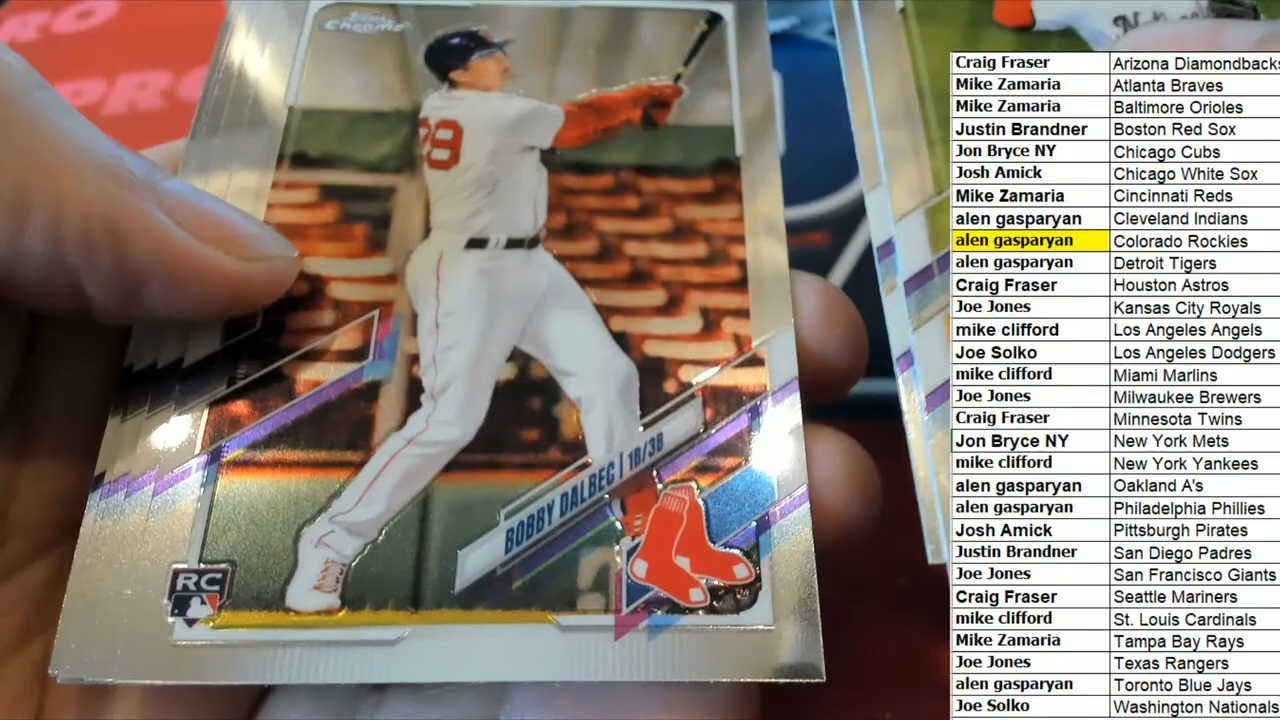 RO
PRO
Topps
Chrome
29
BOBBY DALBEC | 1B/3B
RC
TM
Craig Fraser Arizona Diamondbacks
Mike Zamaria Atlanta Braves
Mike Zamaria Baltimore Orioles
Justin Brandner Boston Red Sox
Jon Bryce NY Chicago Cubs
Josh Amick Chicago White Sox
Mike Zamaria Cincinnati Reds
alen gasparyan Cleveland Indians
alen gasparyan Colorado Rockies
alen gasparyan Detroit Tigers
Craig Fraser Houston Astros
Joe Jones Kansas City Royals
mike clifford Los Angeles Angels
Joe Solko Los Angeles Dodgers
mike clifford Miami Marlins
Joe Jones Milwaukee Brewers
Craig Fraser Minnesota Twins
Jon Bryce NY New York Mets
mike clifford New York Yankees
alen gasparyan Oakland A's
alen gasparyan Philadelphia Phillies
Josh Amick Pittsburgh Pirates
Justin Brandner San Diego Padres
Joe Jones San Francisco Giants
Craig Fraser Seattle Mariners
mike clifford St. Louis Cardinals
Mike Zamaria Tampa Bay Rays
Joe Jones Texas Rangers
alen gasparyan Toronto Blue Jays
Joe Solko Washington Nationals